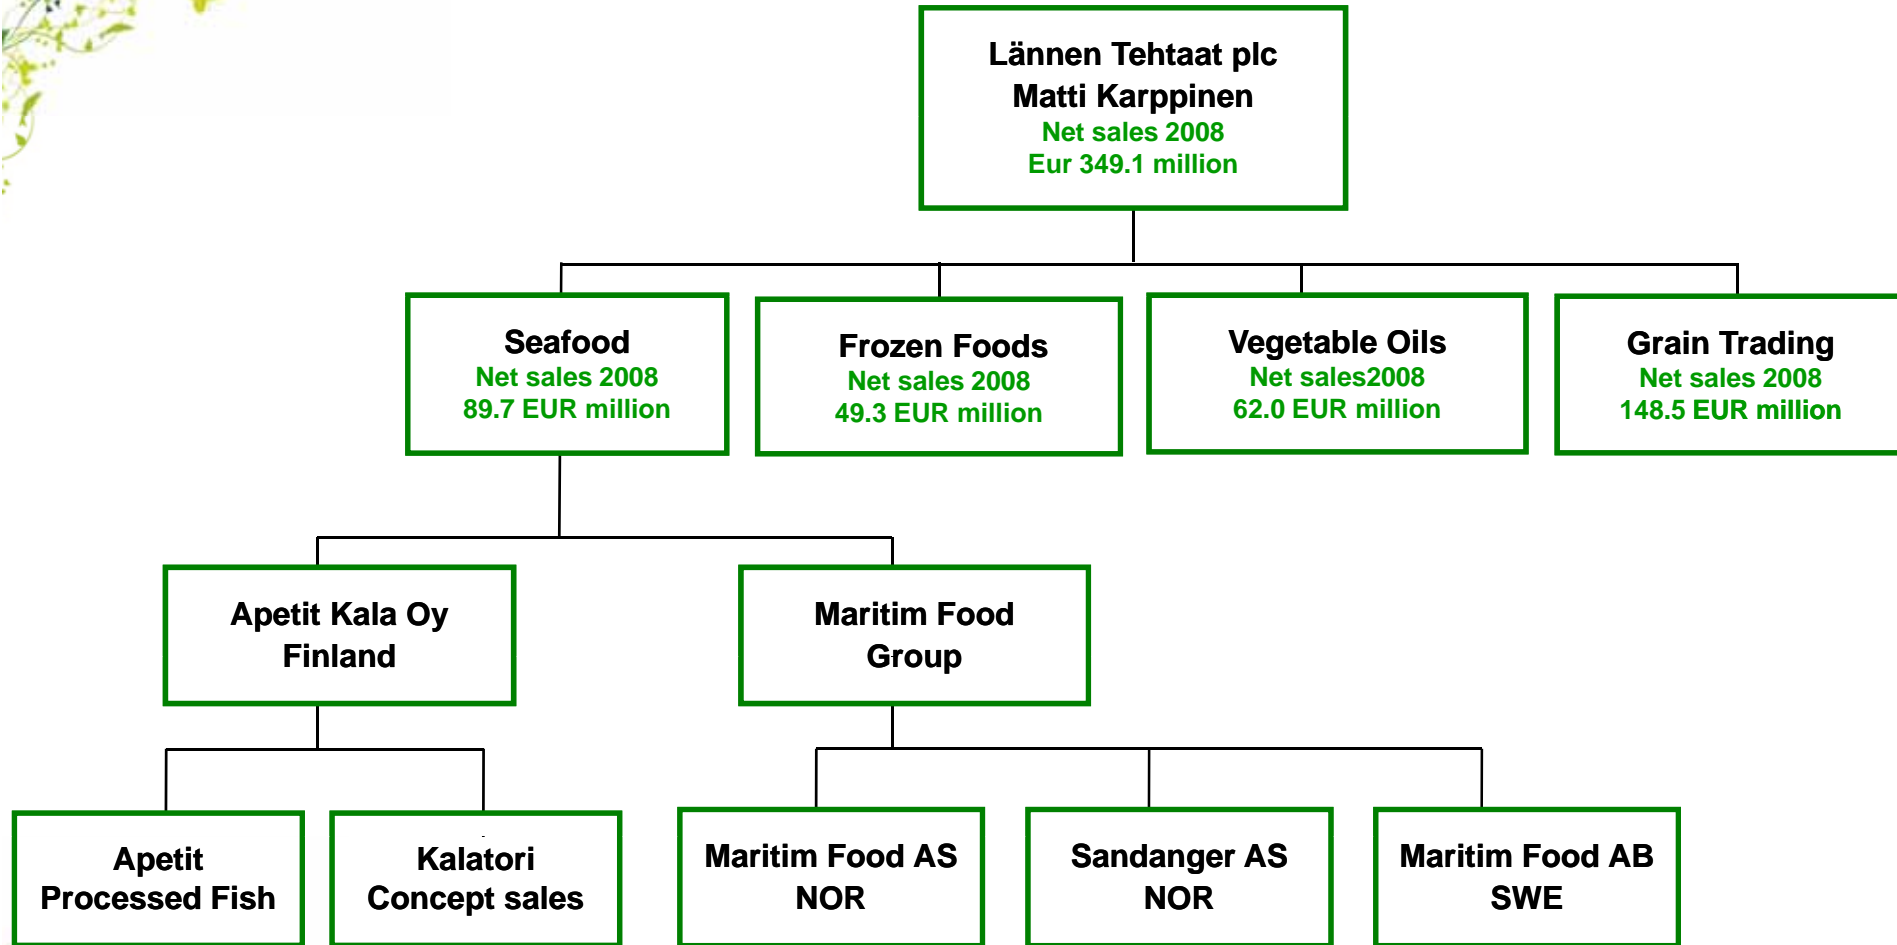 Lännen Tehtaat plc
Matti Karppinen
Net sales 2008
Eur 349.1 million
Seafood
Net sales 2008
89.7 EUR million
Frozen Foods
Net sales 2008
49.3 EUR million
Vegetable Oils
Net sales2008
62.0 EUR million
Grain Trading
Net sales 2008
148.5 EUR million
Apetit Kala Oy
Finland
Maritim Food
Group
Apetit
Processed Fish
Kalatori
Concept sales
Maritim Food AS
NOR
Sandanger AS
NOR
Maritim Food AB
SWE